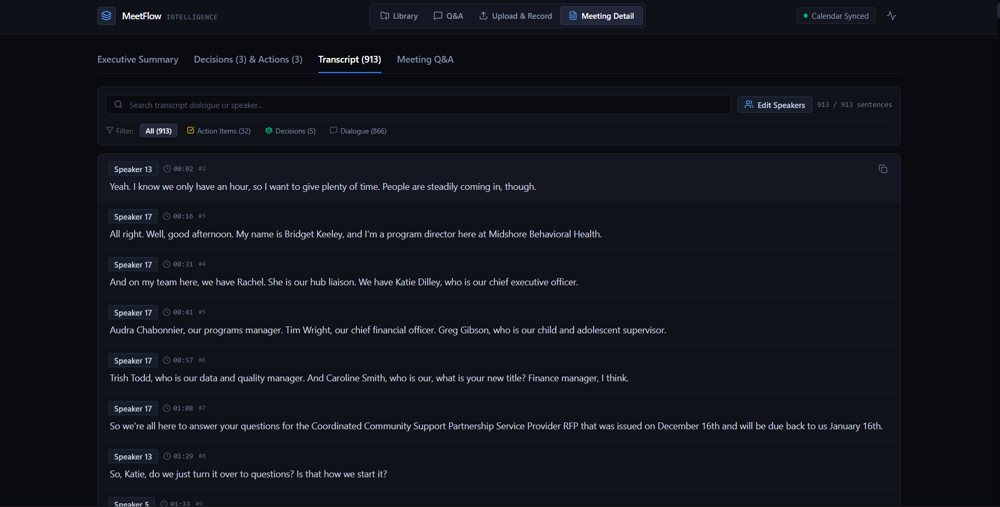 MeetFlow INTELLIGENCE
Library
Q&A
Upload & Record
Meeting Detail
Calendar Synced
Executive Summary
Decisions (3) & Actions (3)
Transcript (913)
Meeting Q&A
Search transcript dialogue or speaker...
Edit Speakers
913 / 913 sentences
Filter:
All (913)
Action Items (32)
Decisions (5)
Dialogue (866)
Speaker 13 00:02 #2
Yeah. I know we only have an hour, so I want to give plenty of time. People are steadily coming in, though.
Speaker 17 00:16 #3
All right. Well, good afternoon. My name is Bridget Keeley, and I'm a program director here at Midshore Behavioral Health.
Speaker 17 00:31 #4
And on my team here, we have Rachel. She is our hub liaison. We have Katie Dilley, who is our chief executive officer.
Speaker 17 00:41 #5
Audra Chabonnier, our programs manager. Tim Wright, our chief financial officer. Greg Gibson, who is our child and adolescent supervisor.
Speaker 17 00:57 #6
Trish Todd, who is our data and quality manager. And Caroline Smith, who is our, what is your new title? Finance manager, I think.
Speaker 17 01:08 #7
So we're all here to answer your questions for the Coordinated Community Support Partnership Service Provider RFP that was issued on December 16th and will be due back to us January 16th.
Speaker 13 01:29 #8
So, Katie, do we just turn it over to questions? Is that how we start it?
Speaker 5 01:33 #9